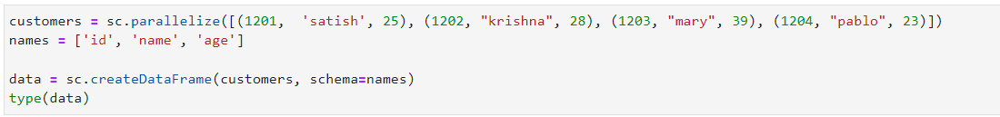 customers = sc.parallelize([(1201,  'satish', 25), (1202, "krishna", 28), (1203, "mary", 39), (1204, "pablo", 23)])
names = ['id', 'name', 'age']

data = sc.createDataFrame(customers, schema=names)
type(data)